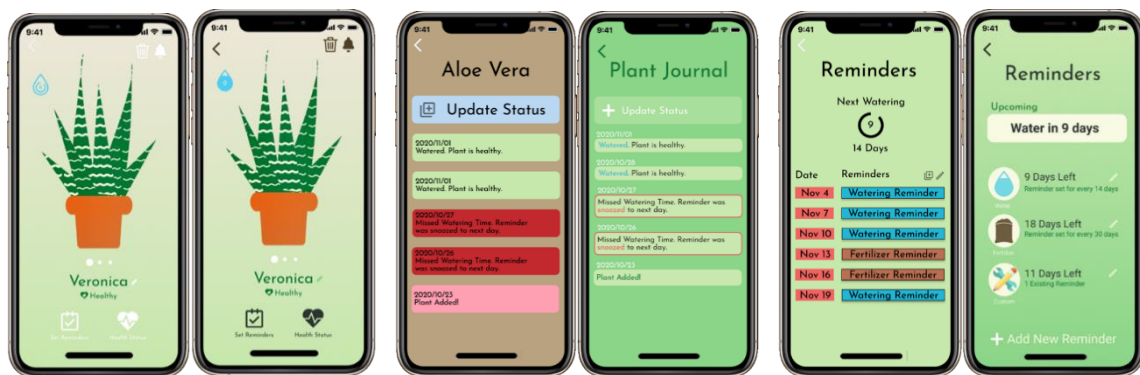 9:41
Veronica
Healthy
Set Reminders
Health Status
9:41
9
Veronica
Healthy
Set Reminders
Health Status
9:41
Aloe Vera
Update Status
2020/11/01
Watered. Plant is healthy.
2020/11/01
Watered. Plant is healthy.
2020/10/27
Missed Watering Time. Reminder
was snoozed to next day.
2020/10/26
Missed Watering Time. Reminder
was snoozed to next day.
2020/10/23
Plant Added!
9:41
Plant Journal
Update Status
2020/11/01
Watered. Plant is healthy.
2020/10/28
Watered. Plant is healthy.
2020/10/27
Missed Watering Time. Reminder was
snoozed to next day.
2020/10/26
Missed Watering Time. Reminder was
snoozed to next day.
2020/10/23
Plant Added!
9:41
Reminders
Next Watering
9
14 Days
Date Reminders
Nov 4 Watering Reminder
Nov 7 Watering Reminder
Nov 10 Watering Reminder
Nov 13 Fertilizer Reminder
Nov 16 Fertilizer Reminder
Nov 19 Watering Reminder
9:41
Reminders
Upcoming
Water in 9 days
9 Days Left
Reminder set for every 14 days
Water
18 Days Left
Reminder set for every 30 days
Fertilizer
11 Days Left
1 Existing Reminder
Custom
Add New Reminder